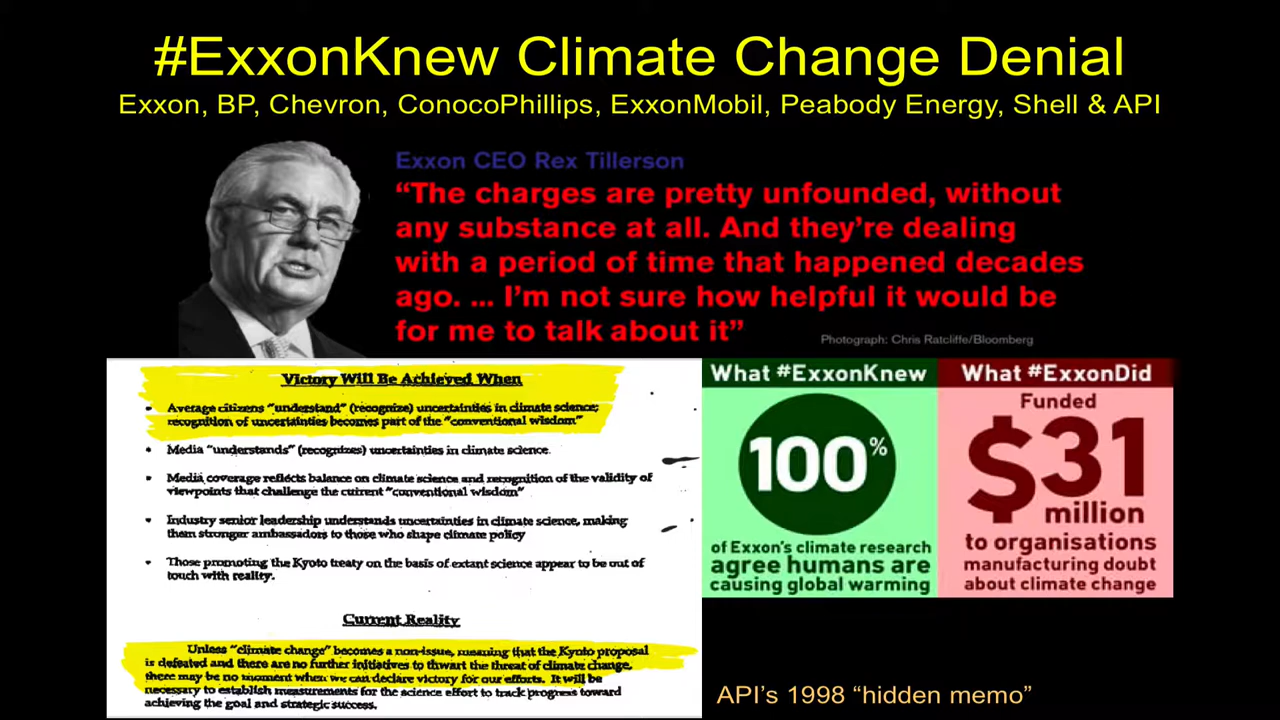 #ExxonKnew Climate Change Denial
Exxon, BP, Chevron, ConocoPhillips, ExxonMobil, Peabody Energy, Shell & API
Exxon CEO Rex Tillerson
“The charges are pretty unfounded, without
any substance at all. And they’re dealing
with a period of time that happened decades
ago. ... I’m not sure how helpful it would be
for me to talk about it”
Photograph: Chris Ratcliffe/Bloomberg
Victory Will Be Achieved When
• Average citizens "understand" (recognize) uncertainties in climate science;
recognition of uncertainties becomes part of the "conventional wisdom"
• Media "understands" (recognizes) uncertainties in climate science
• Media coverage reflects balance on climate science and recognition of the validity of
viewpoints that challenge the current "conventional wisdom"
• Industry senior leadership understands uncertainties in climate science, making
them stronger ambassadors to those who shape climate policy
• Those promoting the Kyoto treaty on the basis of extant science appear to be out of
touch with reality.
Current Reality
Unless "climate change" becomes a non-issue, meaning that the Kyoto proposal
is defeated and there are no further initiatives to thwart the threat of climate change,
there may be no moment when we can declare victory for our efforts. It will be
necessary to establish measurements for the science effort to track progress toward
achieving the goal and strategic success.
What #ExxonKnew
100%
of Exxon's climate research
agree humans are
causing global warming
What #ExxonDid
Funded
$31
million
to organisations
manufacturing doubt
about climate change
API’s 1998 “hidden memo”